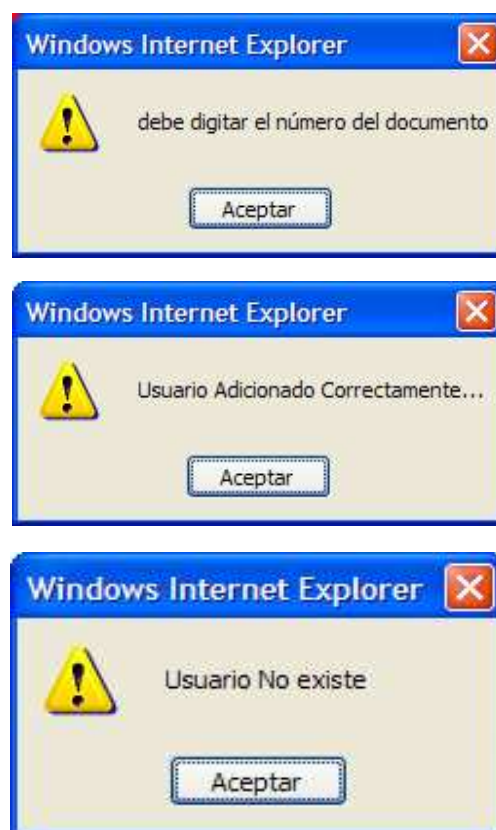 Windows Internet Explorer
debe digitar el número del documento
Aceptar
Windows Internet Explorer
Usuario Adicionado Correctamente...
Aceptar
Windows Internet Explorer
Usuario No existe
Aceptar